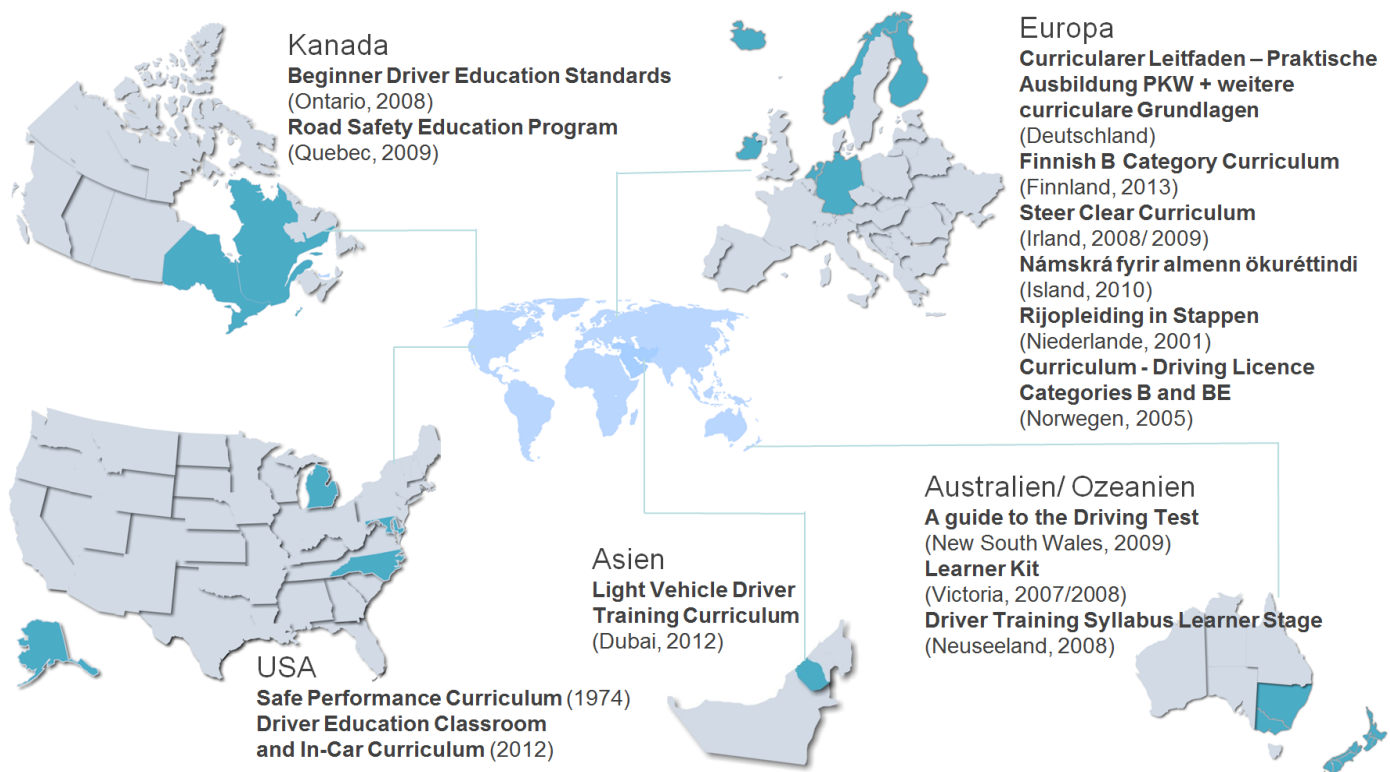 Kanada
Beginner Driver Education Standards
(Ontario, 2008)
Road Safety Education Program
(Quebec, 2009)
Europa
Curricularer Leitfaden – Praktische
Ausbildung PKW + weitere
curriculare Grundlagen
(Deutschland)
Finnish B Category Curriculum
(Finnland, 2013)
Steer Clear Curriculum
(Irland, 2008/ 2009)
Námskrá fyrir almenn ökuréttindi
(Island, 2010)
Rijopleiding in Stappen
(Niederlande, 2001)
Curriculum - Driving Licence
Categories B and BE
(Norwegen, 2005)
USA
Safe Performance Curriculum (1974)
Driver Education Classroom
and In-Car Curriculum (2012)
Asien
Light Vehicle Driver
Training Curriculum
(Dubai, 2012)
Australien/ Ozeanien
A guide to the Driving Test
(New South Wales, 2009)
Learner Kit
(Victoria, 2007/2008)
Driver Training Syllabus Learner Stage
(Neuseeland, 2008)